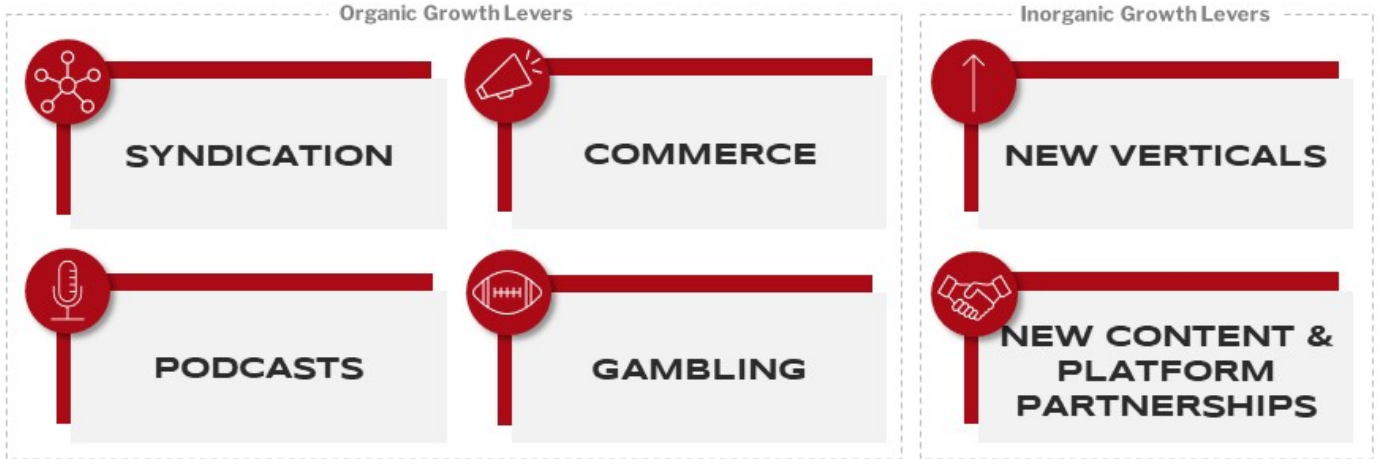 Organic Growth Levers
Inorganic Growth Levers
SYNDICATION
COMMERCE
NEW VERTICALS
PODCASTS
GAMBLING
NEW CONTENT &
PLATFORM
PARTNERSHIPS